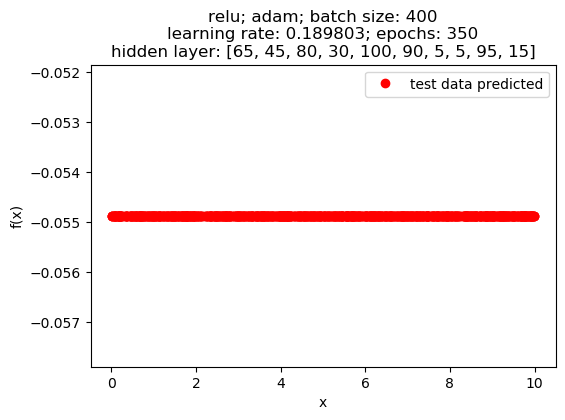 relu; adam; batch size: 400
learning rate: 0.189803; epochs: 350
hidden layer: [65, 45, 80, 30, 100, 90, 5, 5, 95, 15]
test data predicted
f(x)
−0.052
−0.053
−0.054
−0.055
−0.056
−0.057
0 2 4 6 8 10
x